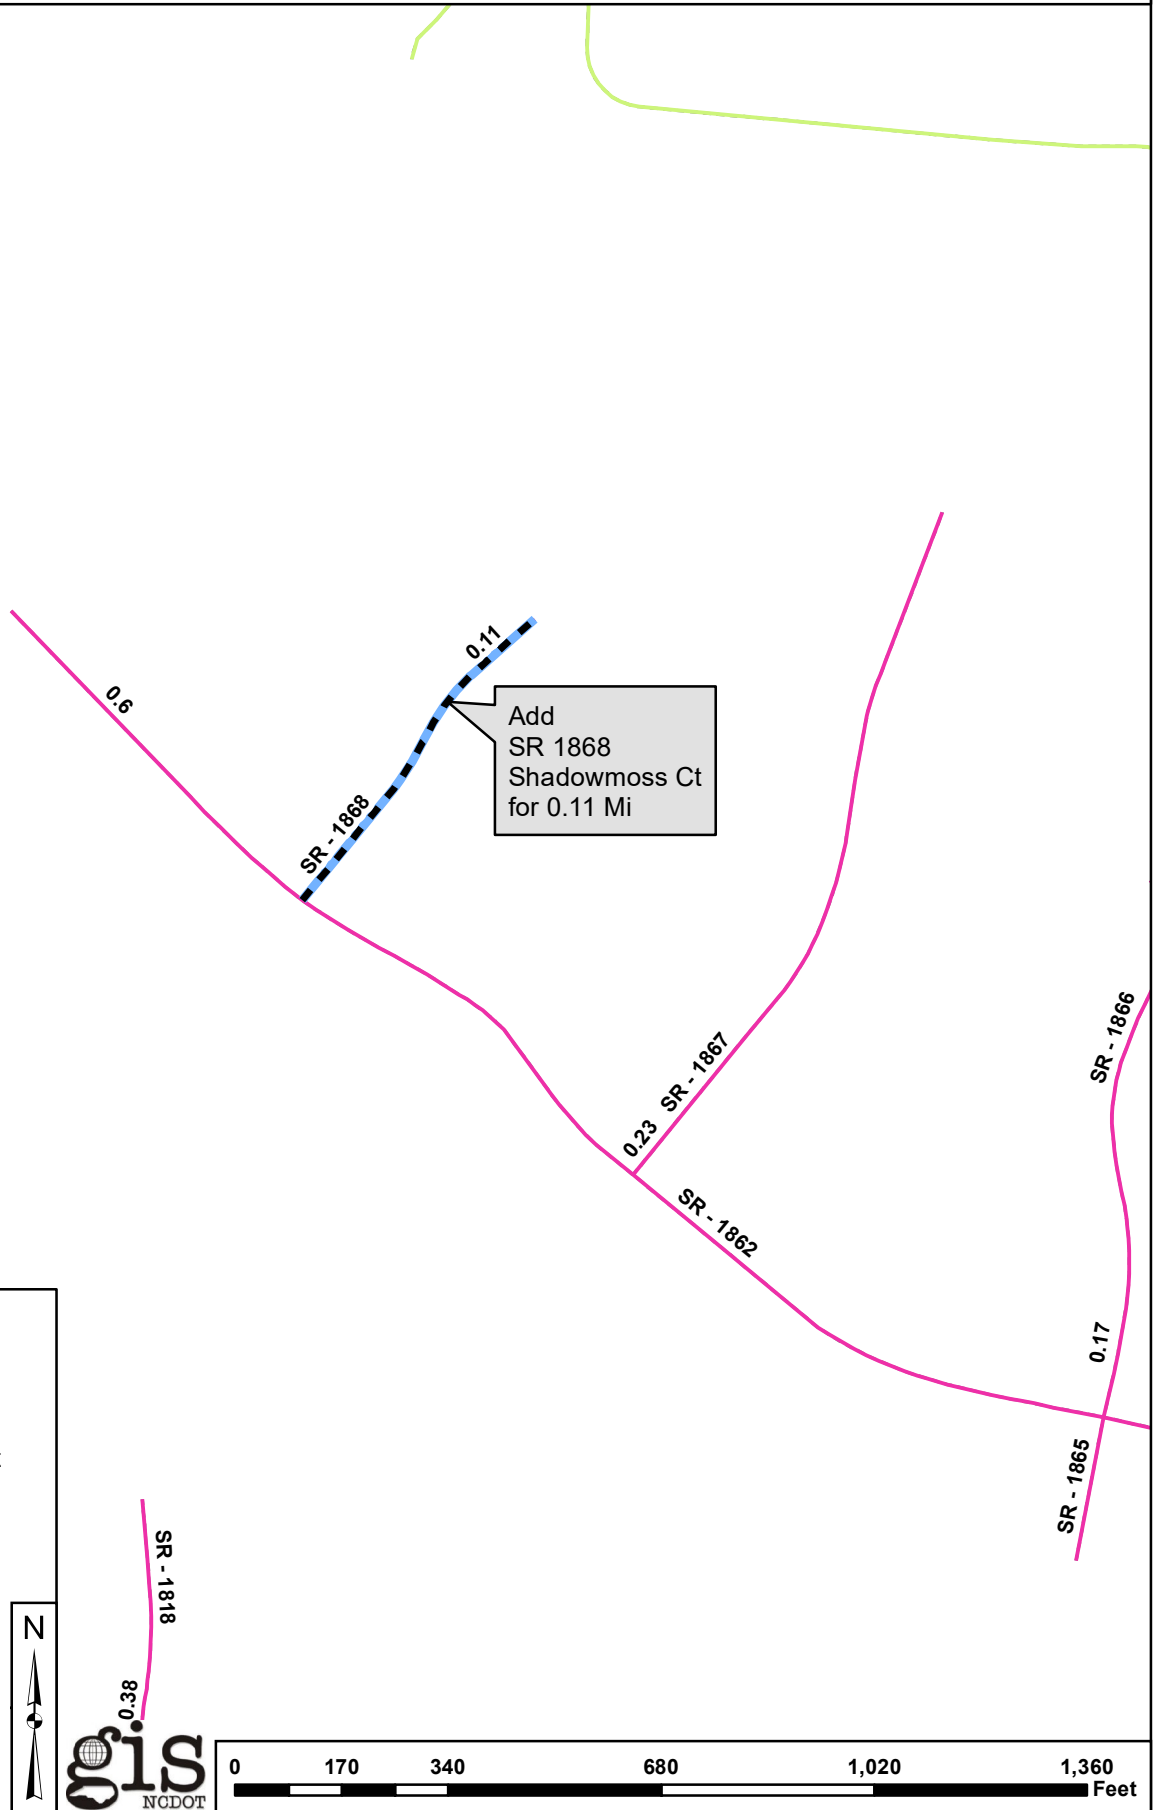 0.11
0.6
Add
SR 1868
Shadowmoss Ct
for 0.11 Mi
SR - 1868
SR - 1866
SR - 1867
0.23
SR - 1862
0.17
SR - 1865
SR - 1818
N
0.38
gis
NCDOT
0 170 340 680 1,020 1,360
Feet